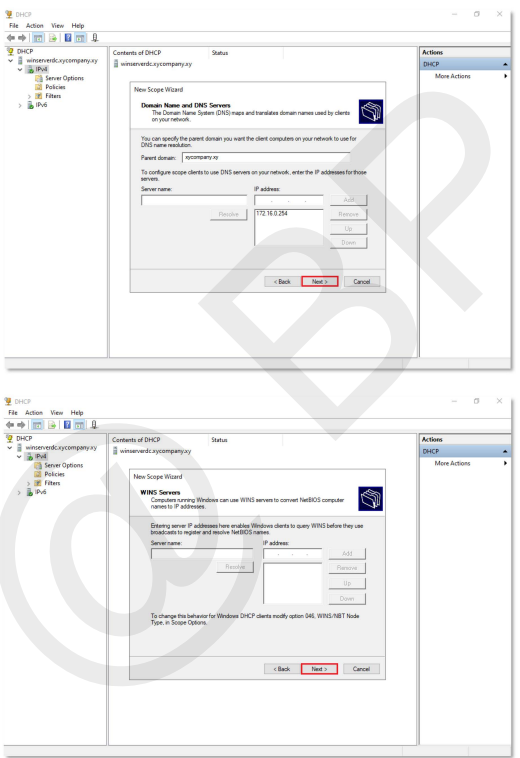 DHCP
File Action View Help
DHCP
winserverdc.xycompany.xy
IPv4
Server Options
Policies
Filters
IPv6
Contents of DHCP Status
winserverdc.xycompany.xy
Actions
DHCP
More Actions
New Scope Wizard
Domain Name and DNS Servers
The Domain Name System (DNS) maps and translates domain names used by clients
on your network.
You can specify the parent domain you want the client computers on your network to use for
DNS name resolution.
Parent domain: xycompany.xy
To configure scope clients to use DNS servers on your network, enter the IP addresses for those
servers.
Server name: IP address:
Add
Resolve 172.16.0.254 Remove
Up
Down
< Back Next > Cancel
DHCP
File Action View Help
DHCP
winserverdc.xycompany.xy
IPv4
Server Options
Policies
Filters
IPv6
Contents of DHCP Status
winserverdc.xycompany.xy
Actions
DHCP
More Actions
New Scope Wizard
WINS Servers
Computers running Windows can use WINS servers to convert NetBIOS computer
names to IP addresses.
Entering server IP addresses here enables Windows clients to query WINS before they use
broadcasts to register and resolve NetBIOS names.
Server name: IP address:
Add
Resolve Remove
Up
Down
To change this behavior for Windows DHCP clients modify option 046, WINS/NBT Node
Type, in Scope Options.
< Back Next > Cancel
@BP